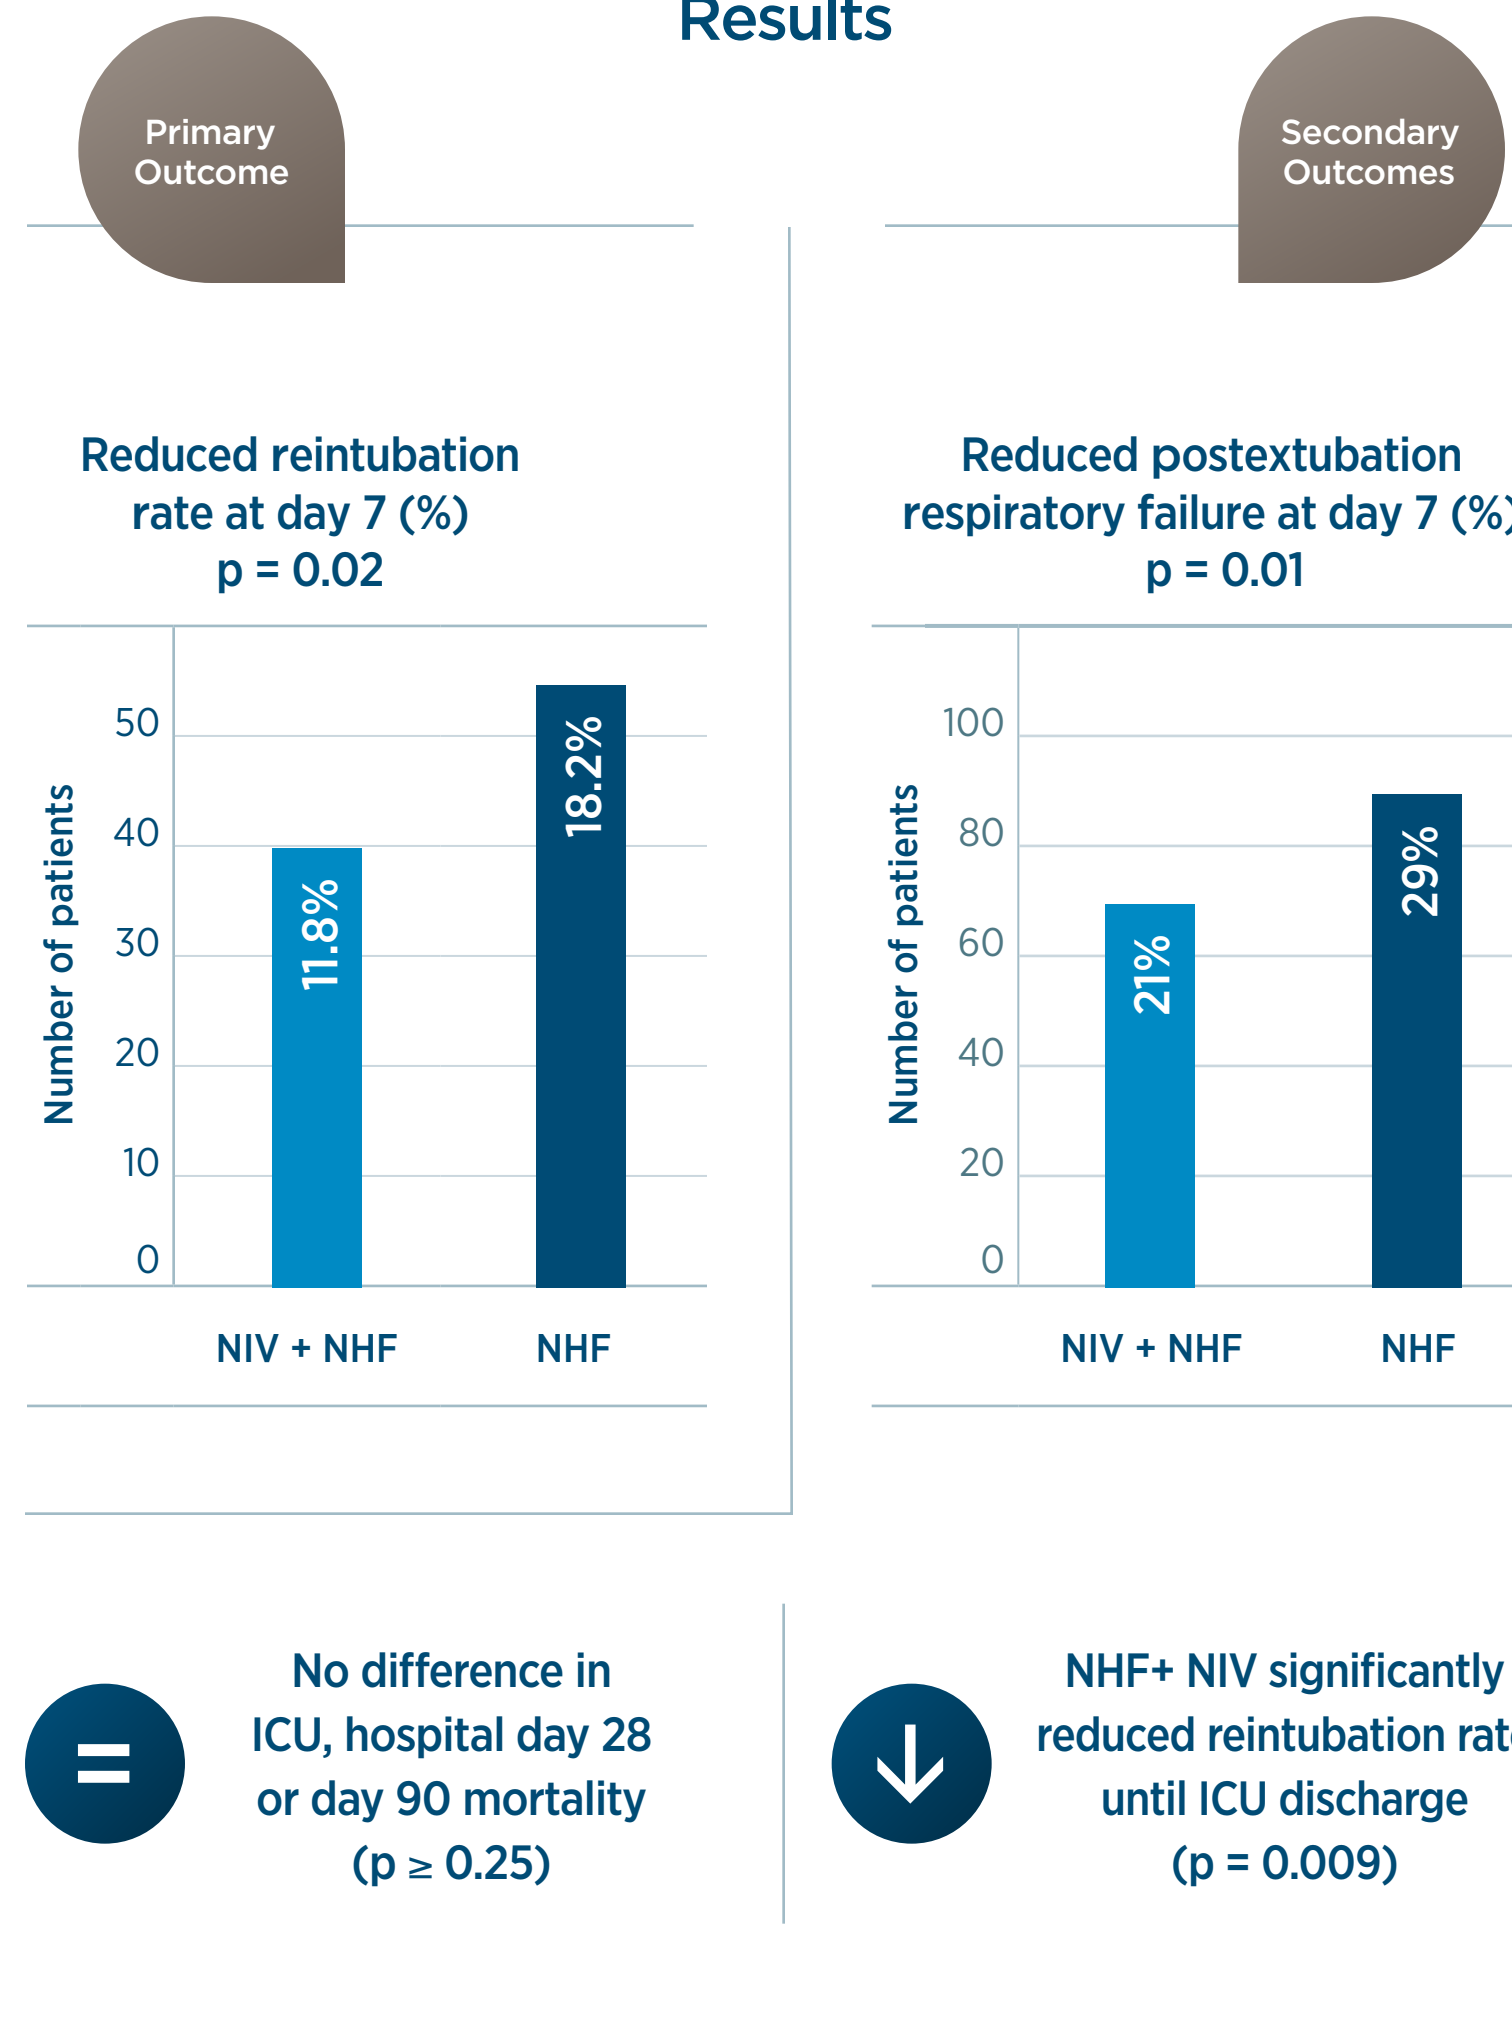 Results
Primary
Outcome
Secondary
Outcomes
Reduced reintubation
rate at day 7 (%)
p = 0.02
Number of patients
50
40
30
20
10
0
11.8%
18.2%
NIV + NHF
NHF
Reduced postextubation
respiratory failure at day 7 (%)
p = 0.01
Number of patients
100
80
60
40
20
0
21%
29%
NIV + NHF
NHF
=
No difference in
ICU, hospital day 28
or day 90 mortality
(p ≥ 0.25)
NHF+ NIV significantly
reduced reintubation rate
until ICU discharge
(p = 0.009)